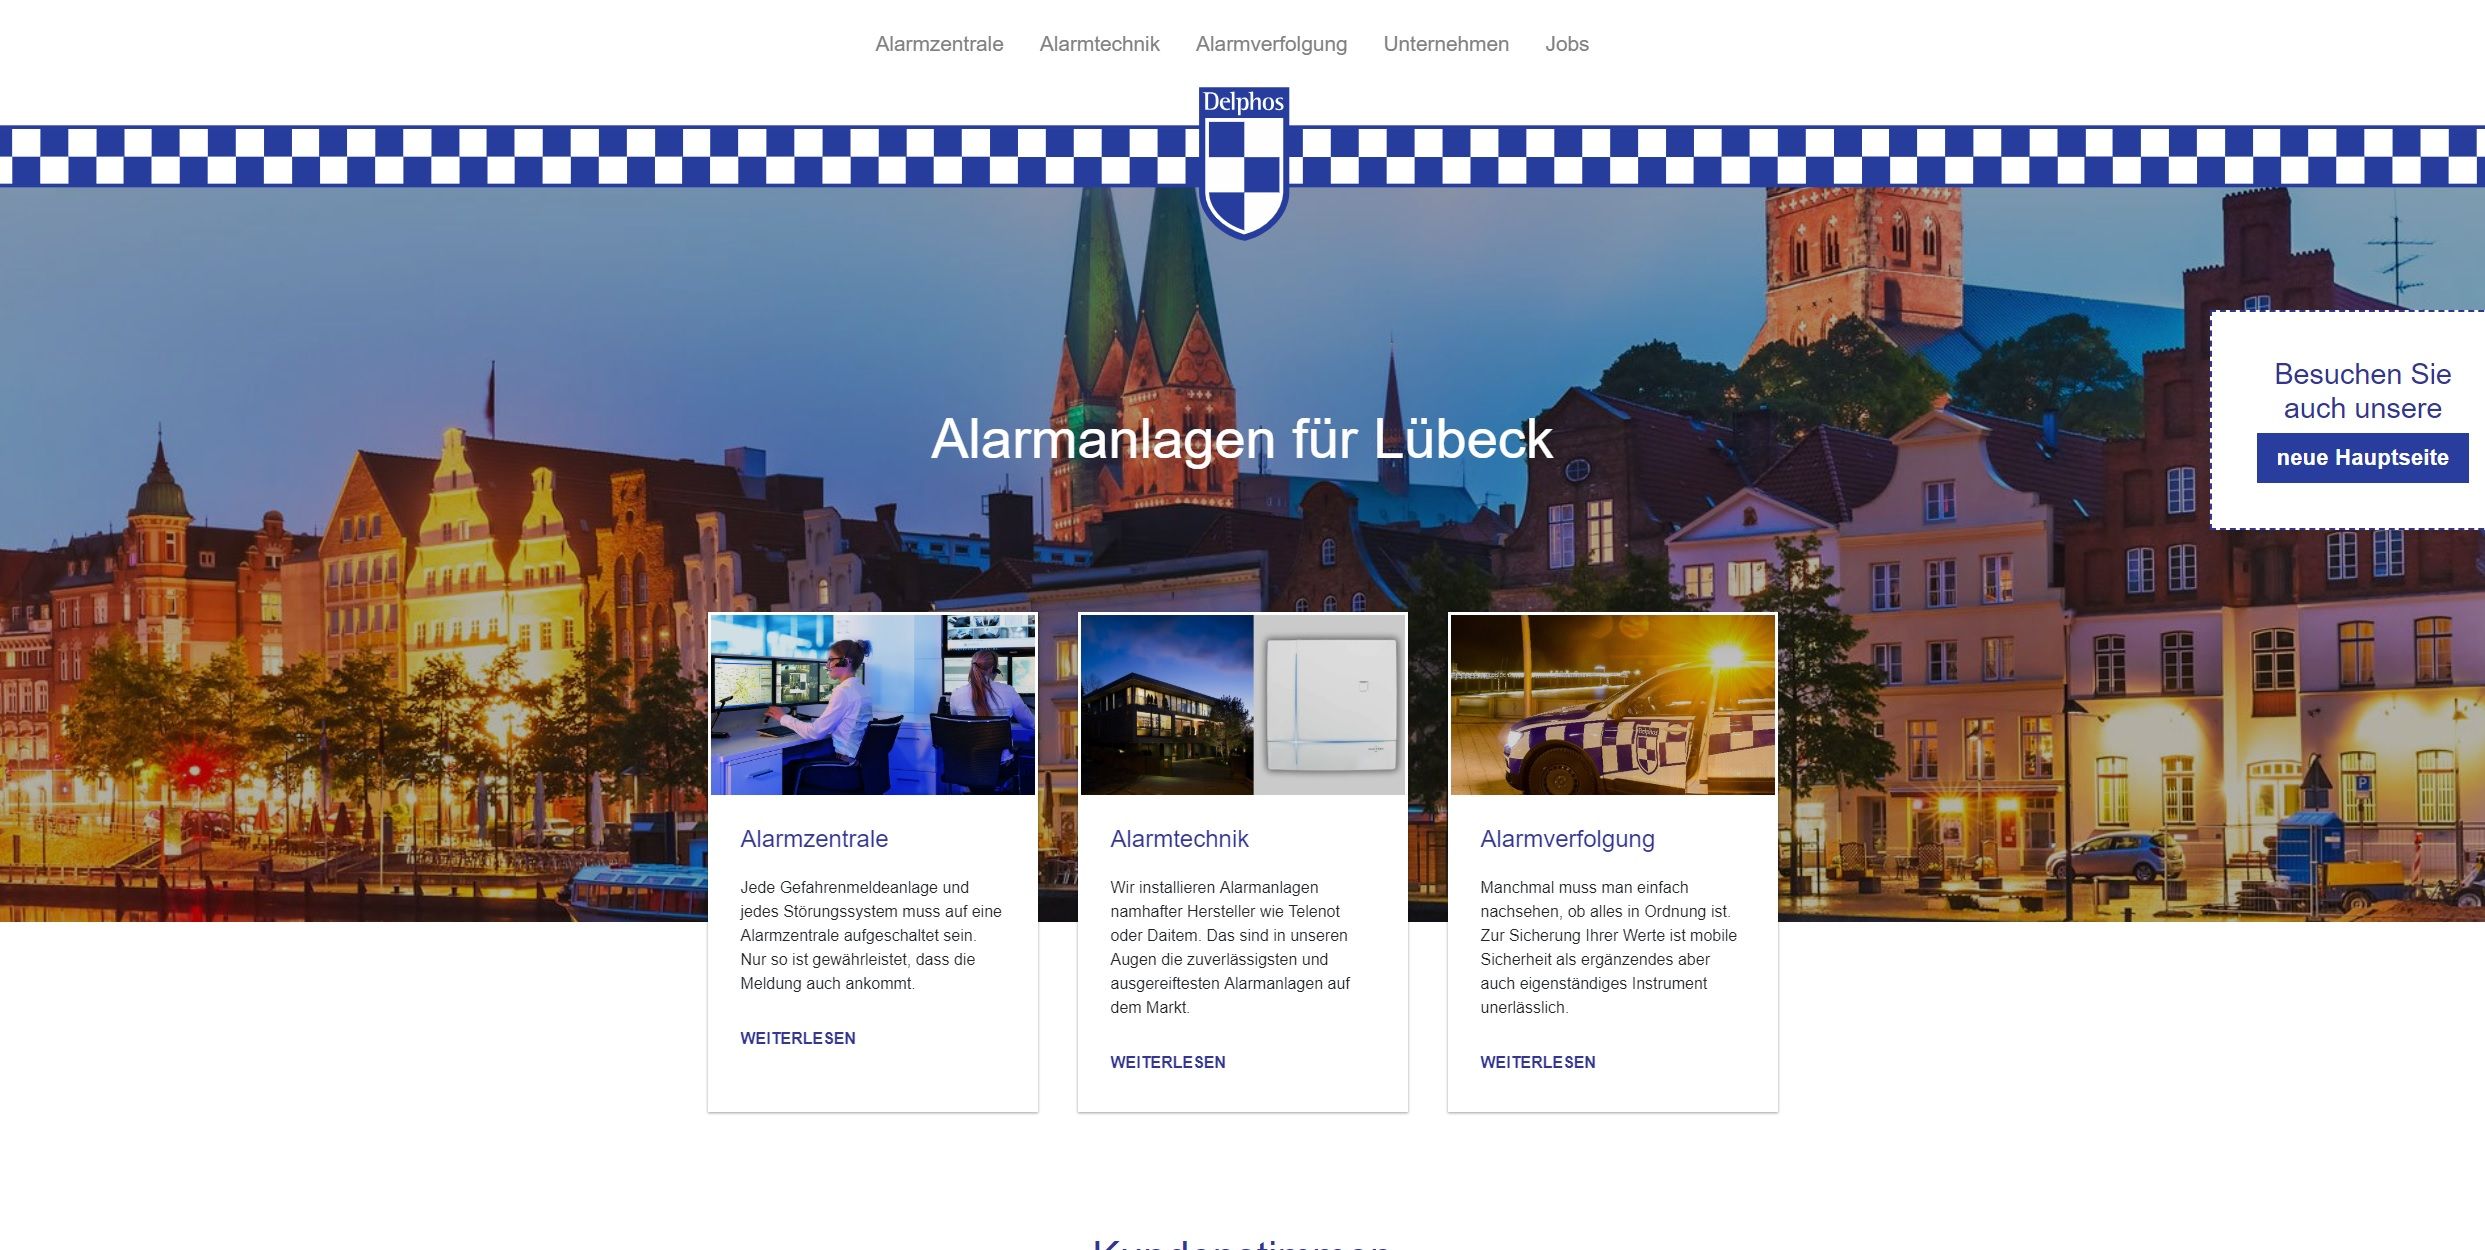 Alarmzentrale Alarmtechnik Alarmverfolgung Unternehmen Jobs
Delphos
Besuchen Sie
auch unsere
neue Hauptseite
Alarmanlagen für Lübeck
Delphos
Alarmzentrale
Jede Gefahrenmeldeanlage und
jedes Störungssystem muss auf eine
Alarmzentrale aufgeschaltet sein.
Nur so ist gewährleistet, dass die
Meldung auch ankommt.
WEITERLESEN
Alarmtechnik
Wir installieren Alarmanlagen
namhafter Hersteller wie Telenot
oder Daitem. Das sind in unseren
Augen die zuverlässigsten und
ausgereiftesten Alarmanlagen auf
dem Markt.
WEITERLESEN
Alarmverfolgung
Manchmal muss man einfach
nachsehen, ob alles in Ordnung ist.
Zur Sicherung Ihrer Werte ist mobile
Sicherheit als ergänzendes aber
auch eigenständiges Instrument
unerlässlich.
WEITERLESEN
Kundenstimmen